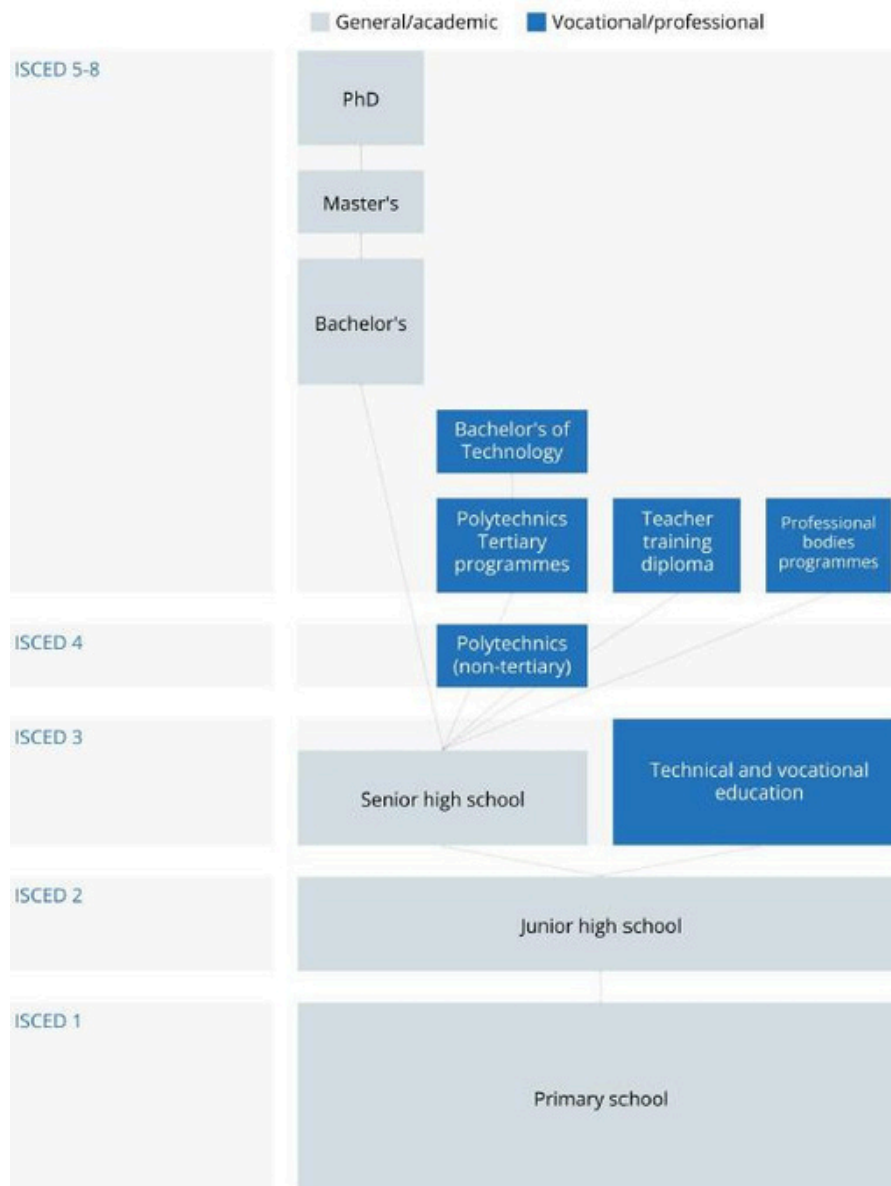 General/academic
Vocational/professional
ISCED 5-8
PhD
Master's
Bachelor's
Bachelor's of
Technology
Polytechnics
Tertiary
programmes
Teacher
training
diploma
Professional
bodies
programmes
ISCED 4
Polytechnics
(non-tertiary)
ISCED 3
Senior high school
Technical and vocational
education
ISCED 2
Junior high school
ISCED 1
Primary school